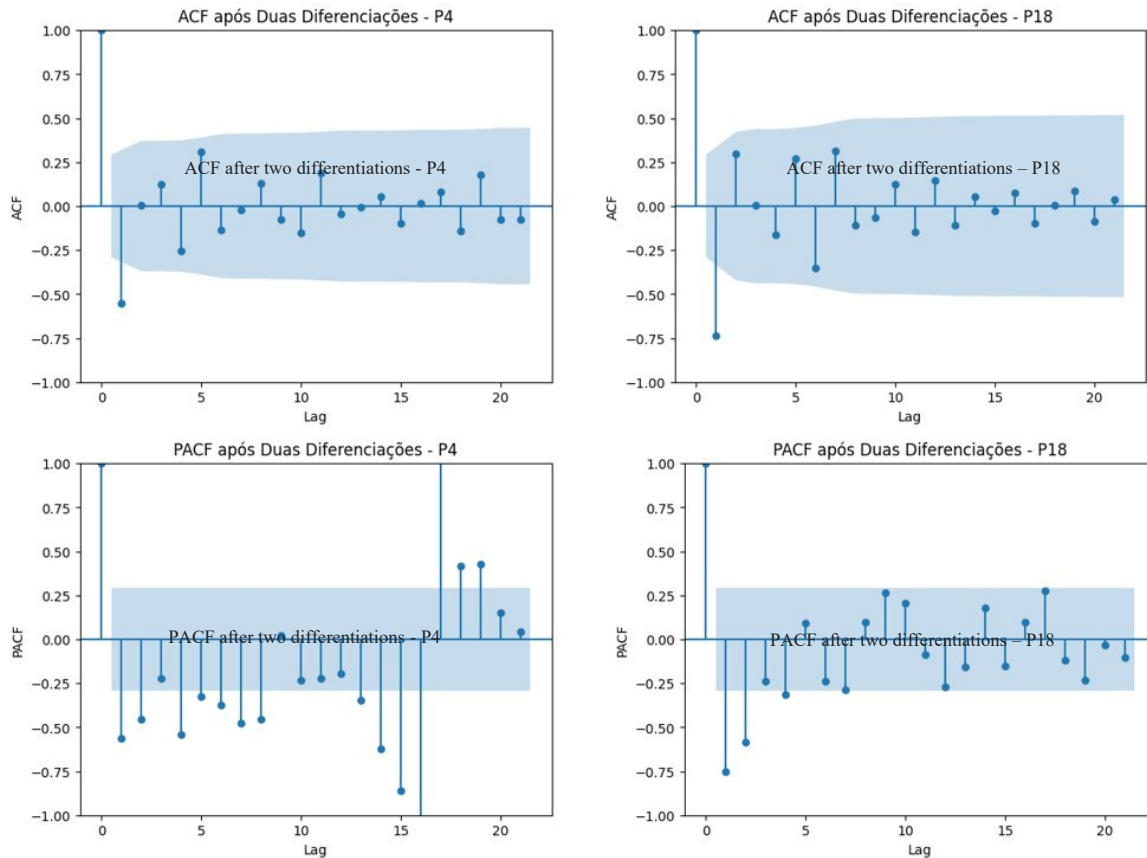 ACF após Duas Diferenciações - P4
1.00
0.75
0.50
0.25
0.00
−0.25
−0.50
−0.75
−1.00
ACF
ACF after two differentiations - P4
0 5 10 15 20
Lag
ACF após Duas Diferenciações - P18
1.00
0.75
0.50
0.25
0.00
−0.25
−0.50
−0.75
−1.00
ACF
ACF after two differentiations – P18
0 5 10 15 20
Lag
PACF após Duas Diferenciações - P4
1.00
0.75
0.50
0.25
0.00
−0.25
−0.50
−0.75
−1.00
PACF
PACF after two differentiations - P4
0 5 10 15 20
Lag
PACF após Duas Diferenciações - P18
1.00
0.75
0.50
0.25
0.00
−0.25
−0.50
−0.75
−1.00
PACF
PACF after two differentiations – P18
0 5 10 15 20
Lag